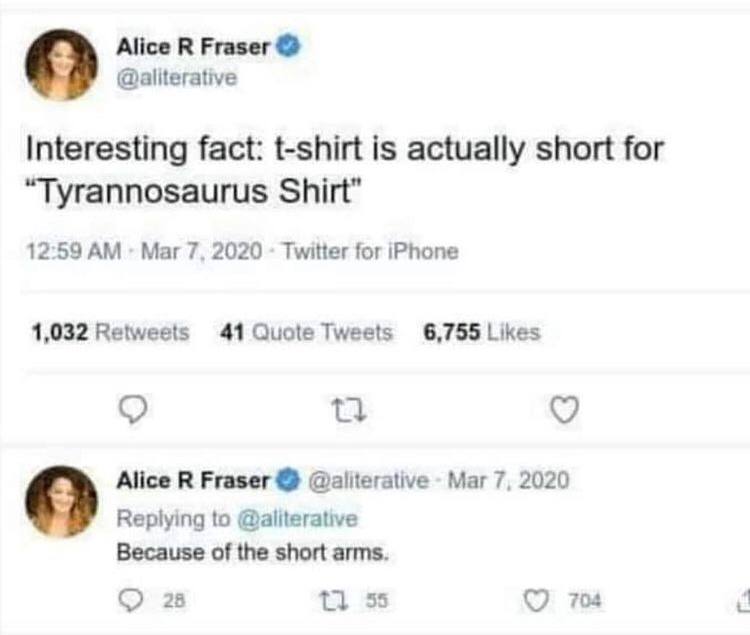 Alice R Fraser
@aliterative
Interesting fact: t-shirt is actually short for
“Tyrannosaurus Shirt”
12:59 AM · Mar 7, 2020 · Twitter for iPhone
1,032 Retweets 41 Quote Tweets 6,755 Likes
Alice R Fraser @aliterative · Mar 7, 2020
Replying to @aliterative
Because of the short arms.
28 55 704